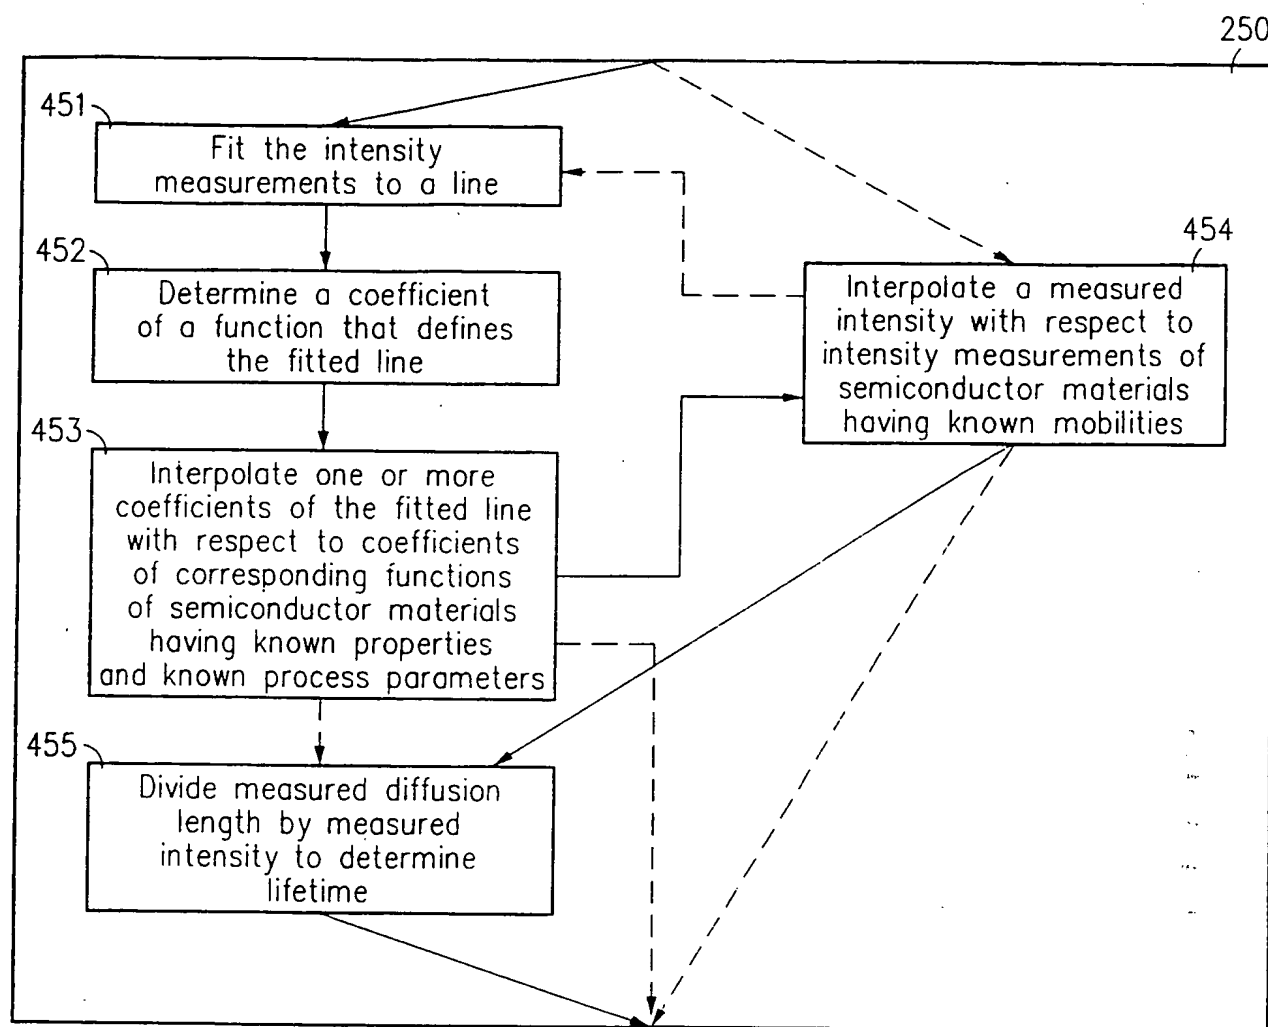 250
451
Fit the intensity
measurements to a line
452
Determine a coefficient
of a function that defines
the fitted line
453
Interpolate one or more
coefficients of the fitted line
with respect to coefficients
of corresponding functions
of semiconductor materials
having known properties
and known process parameters
454
Interpolate a measured
intensity with respect to
intensity measurements of
semiconductor materials
having known mobilities
455
Divide measured diffusion
length by measured
intensity to determine
lifetime